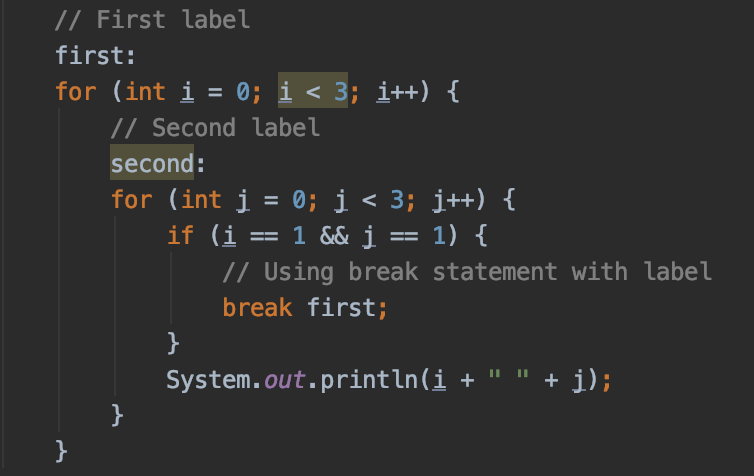 // First label
first:
for (int i = 0; i < 3; i++) {
// Second label
second:
for (int j = 0; j < 3; j++) {
if (i == 1 && j == 1) {
// Using break statement with label
break first;
}
System.out.println(i + " " + j);
}
}